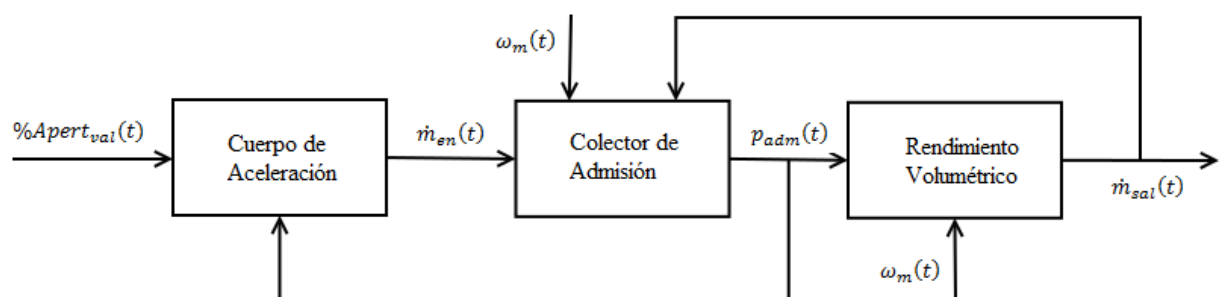 ω_m(t)
%Apert_val(t)
Cuerpo de
Aceleración
ṁ_en(t)
Colector de
Admisión
p_adm(t)
Rendimiento
Volumétrico
ṁ_sal(t)
ω_m(t)